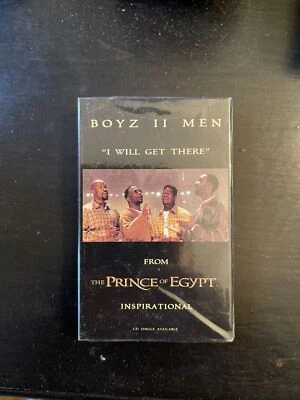 BOYZ II MEN
"I WILL GET THERE"
FROM
THE PRINCE OF EGYPT
INSPIRATIONAL
CD SINGLE AVAILABLE